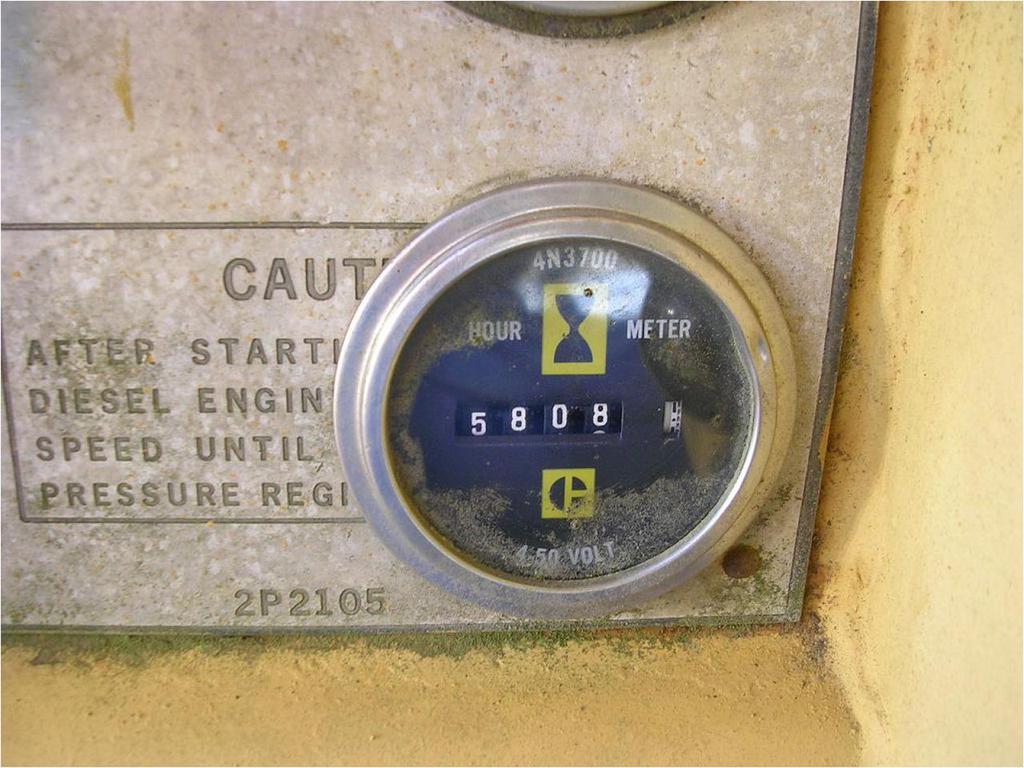 4N3700
HOUR METER
5808
4-50 VOLT
CAUT
AFTER STARTI
DIESEL ENGIN
SPEED UNTIL
PRESSURE REGI
2P2105